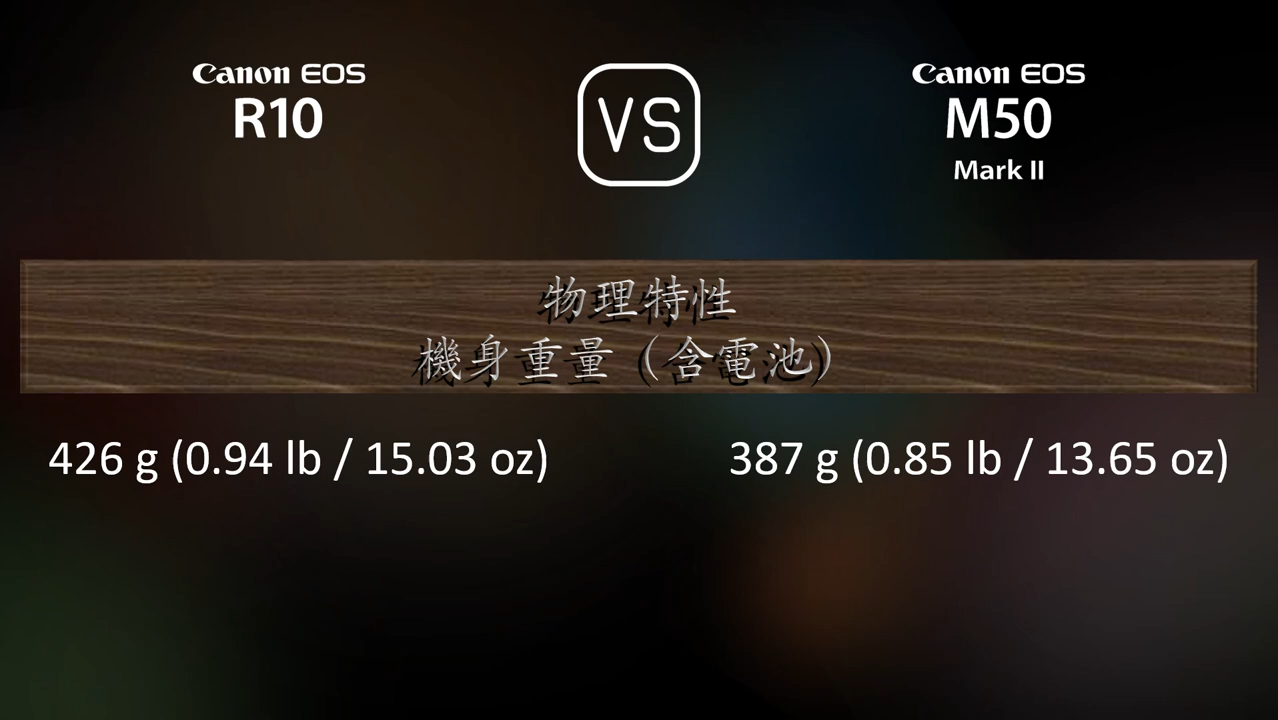 Canon EOS
R10
VS
Canon EOS
M50
Mark II
物理特性
機身重量（含電池）
426 g (0.94 lb / 15.03 oz)
387 g (0.85 lb / 13.65 oz)